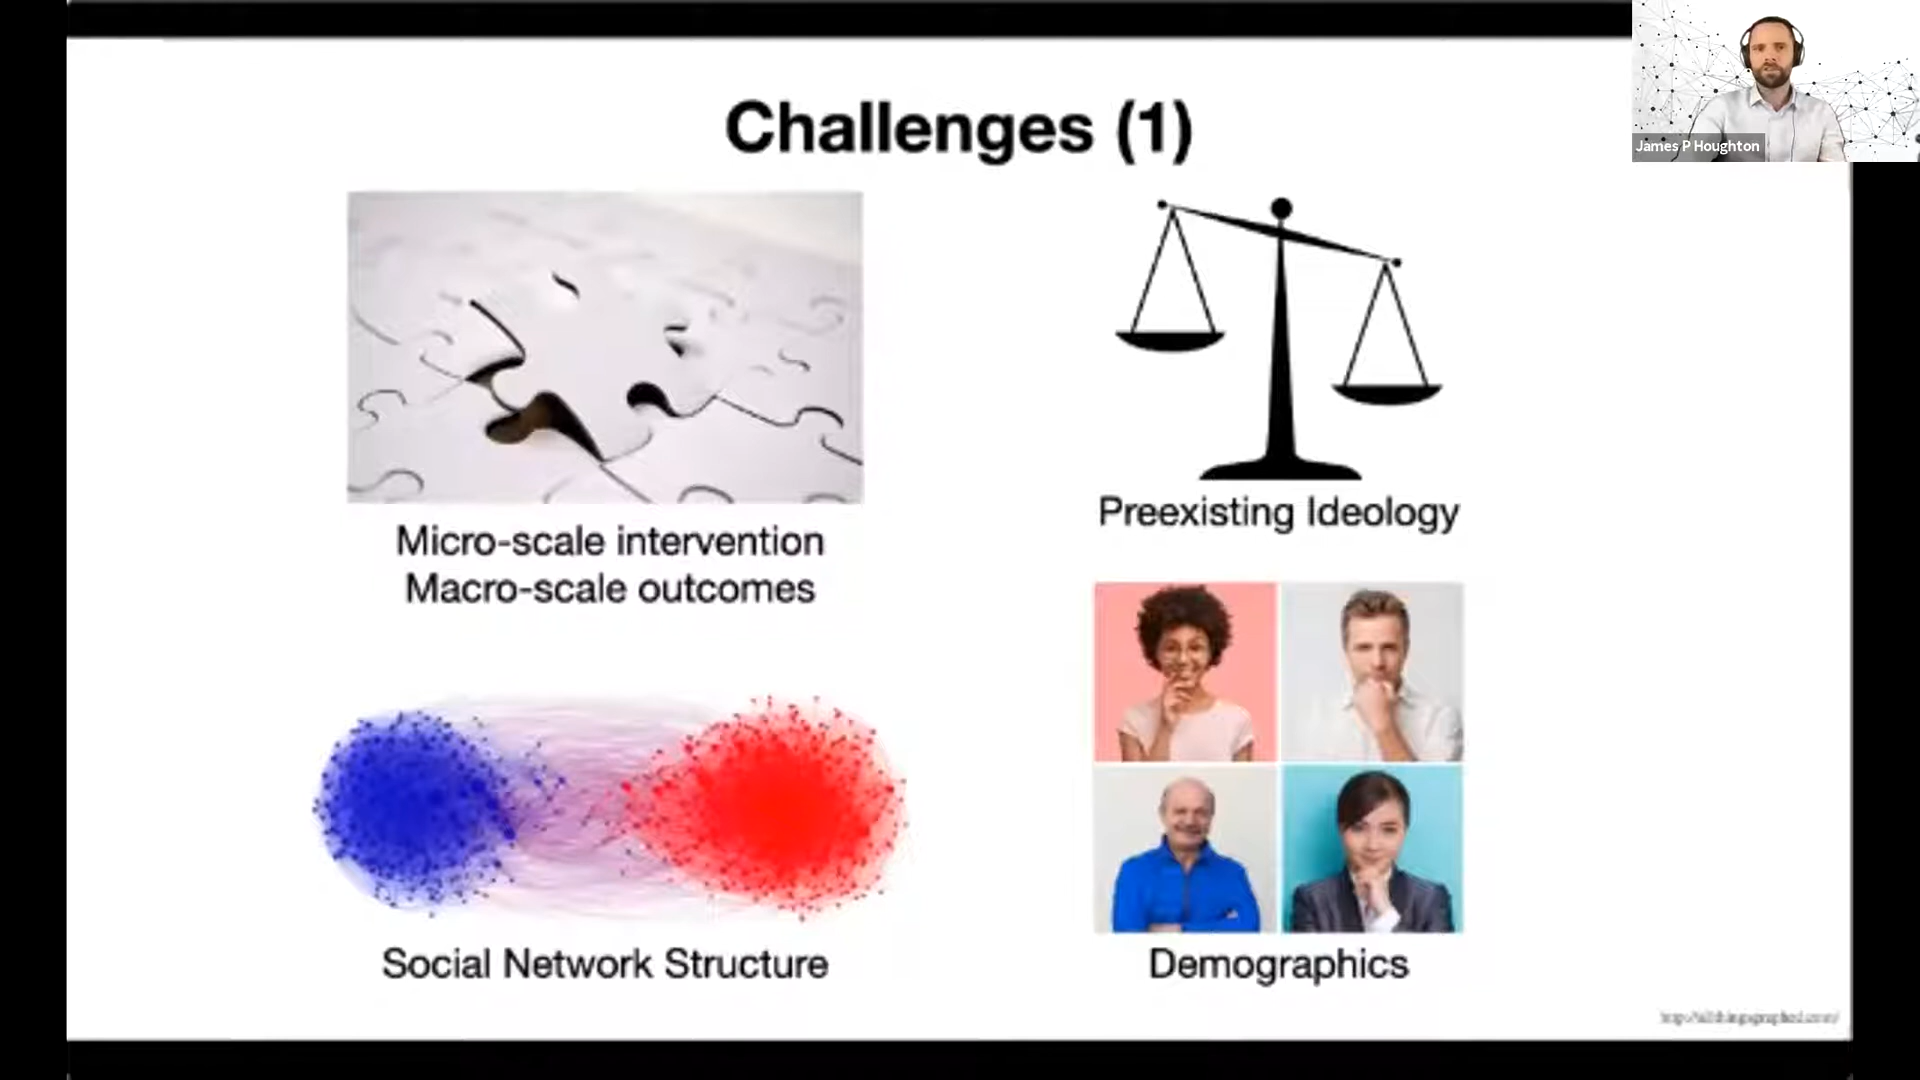 Challenges (1)
James P Houghton
Micro-scale intervention
Macro-scale outcomes
Preexisting Ideology
Social Network Structure
Demographics